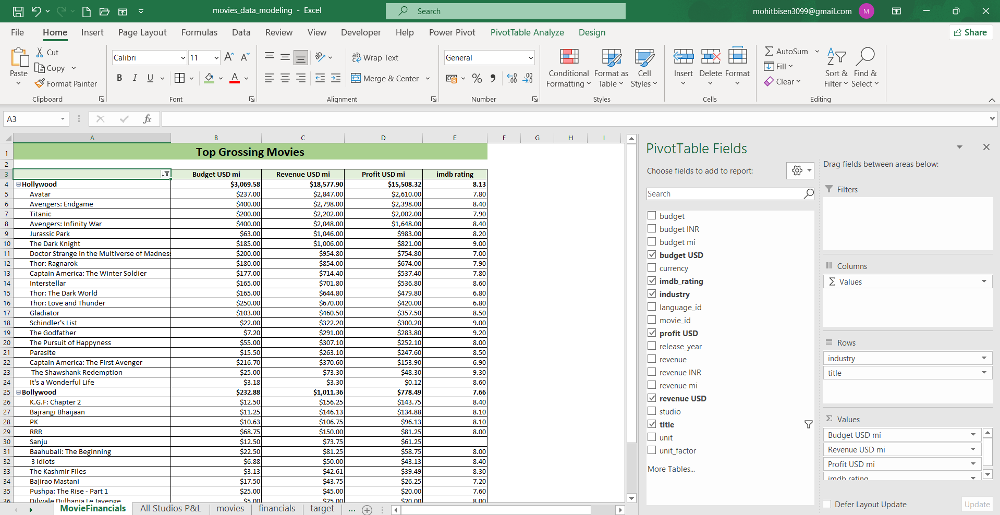 movies_data_modeling - Excel
Search
mohitbisen3099@gmail.com
M
File Home Insert Page Layout Formulas Data Review View Developer Help Power Pivot PivotTable Analyze Design
Share
Paste
Cut
Copy
Format Painter
Clipboard
Calibri 11
B I U A
Font
ab Wrap Text
Merge & Center
Alignment
General
% 9 .00
Number
Conditional Formatting
Format as Table
Cell Styles
Styles
Insert Delete Format
Cells
AutoSum
Fill
Clear
Sort & Filter
Find & Select
Editing
A3
fx
A B C D E F G H I
1 Top Grossing Movies
2
3 Budget USD mi Revenue USD mi Profit USD mi imdb rating
4 Hollywood $3,069.58 $18,577.90 $15,508.32 8.13
5 Avatar $237.00 $2,847.00 $2,610.00 7.80
6 Avengers: Endgame $400.00 $2,798.00 $2,398.00 8.40
7 Titanic $200.00 $2,202.00 $2,002.00 7.90
8 Avengers: Infinity War $400.00 $2,048.00 $1,648.00 8.40
9 Jurassic Park $63.00 $1,046.00 $983.00 8.20
10 The Dark Knight $185.00 $1,006.00 $821.00 9.00
11 Doctor Strange in the Multiverse of Madness $200.00 $954.80 $754.80 7.00
12 Thor: Ragnarok $180.00 $854.00 $674.00 7.90
13 Captain America: The Winter Soldier $177.00 $714.40 $537.40 7.80
14 Interstellar $165.00 $701.80 $536.80 8.60
15 Thor: The Dark World $165.00 $644.80 $479.80 6.80
16 Thor: Love and Thunder $250.00 $670.00 $420.00 6.80
17 Gladiator $103.00 $460.50 $357.50 8.50
18 Schindler's List $22.00 $322.20 $300.20 9.00
19 The Godfather $7.20 $291.00 $283.80 9.20
20 The Pursuit of Happyness $55.00 $307.10 $252.10 8.00
21 Parasite $15.50 $263.10 $247.60 8.50
22 Captain America: The First Avenger $216.70 $370.60 $153.90 6.90
23 The Shawshank Redemption $25.00 $73.30 $48.30 9.30
24 It's a Wonderful Life $3.18 $3.30 $0.12 8.60
25 Bollywood $232.88 $1,011.36 $778.49 7.66
26 K.G.F: Chapter 2 $12.50 $156.25 $143.75 8.40
27 Bajrangi Bhaijaan $11.25 $146.13 $134.88 8.10
28 PK $10.63 $106.75 $96.13 8.10
29 RRR $68.75 $150.00 $81.25 8.00
30 Sanju $12.50 $73.75 $61.25
31 Baahubali: The Beginning $22.50 $81.25 $58.75 8.00
32 3 Idiots $6.88 $50.00 $43.13 8.40
33 The Kashmir Files $3.13 $42.61 $39.49 8.30
34 Bajirao Mastani $17.50 $43.75 $26.25 7.20
35 Pushpa: The Rise - Part 1 $25.00 $45.00 $20.00 7.60
36 Dilwale Dulhania Le Jayenge $5.00 $25.00 $20.00 8.00
MovieFinancials All Studios P&L movies financials target ...
PivotTable Fields
Choose fields to add to report:
Search
budget
budget INR
budget mi
budget USD
currency
imdb_rating
industry
language_id
movie_id
profit USD
release_year
revenue
revenue INR
revenue mi
revenue USD
studio
title
unit
unit_factor
More Tables...
Drag fields between areas below:
Filters
Columns
Σ Values
Rows
industry
title
Σ Values
Budget USD mi
Revenue USD mi
Profit USD mi
imdb rating
Defer Layout Update
Update